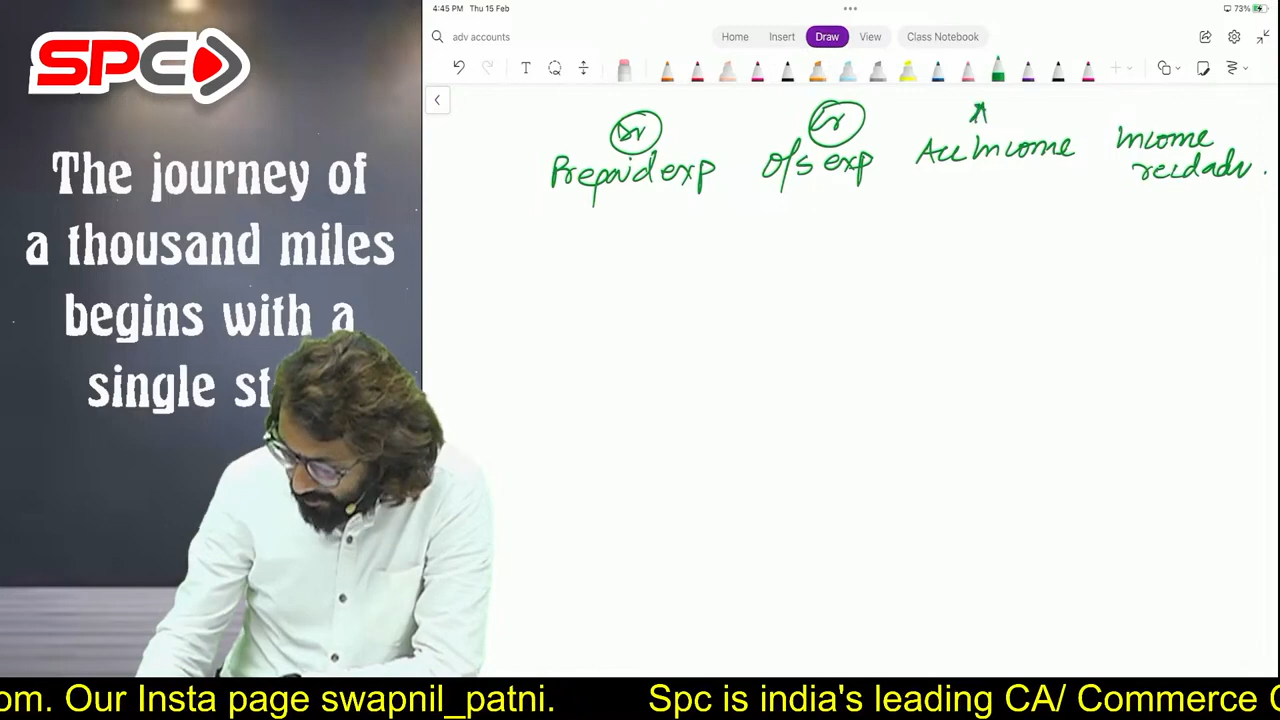 4:45 PM Thu 15 Feb
73%
adv accounts
Home Insert Draw View Class Notebook
SPC
The journey of
a thousand miles
begins with a
single st
Dr
Cr
Prepaid exp O/s exp Acc Income Income
recd adv.
om. Our Insta page swapnil_patni. Spc is india's leading CA/ Commerce C